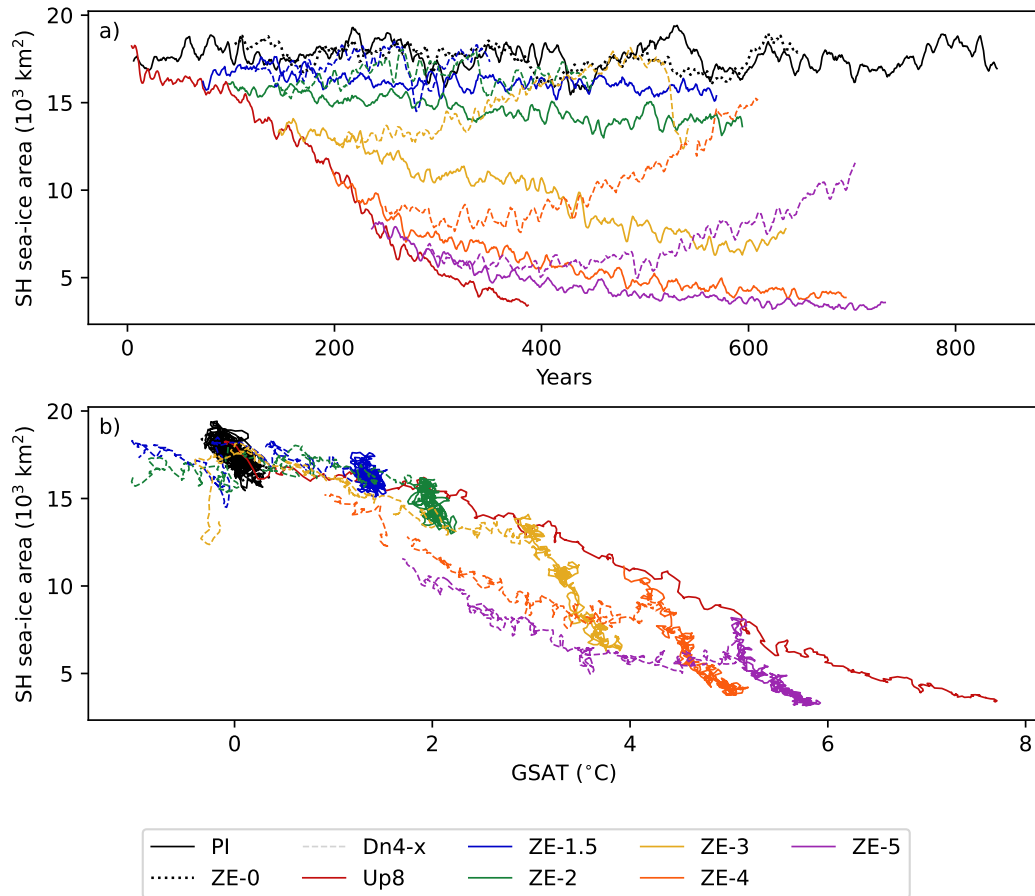 a)
SH sea-ice area (10³ km²)
20
15
10
5
0
200
400
600
800
Years
b)
SH sea-ice area (10³ km²)
20
15
10
5
0
2
4
6
8
GSAT (°C)
PI
Dn4-x
ZE-1.5
ZE-3
ZE-5
ZE-0
Up8
ZE-2
ZE-4